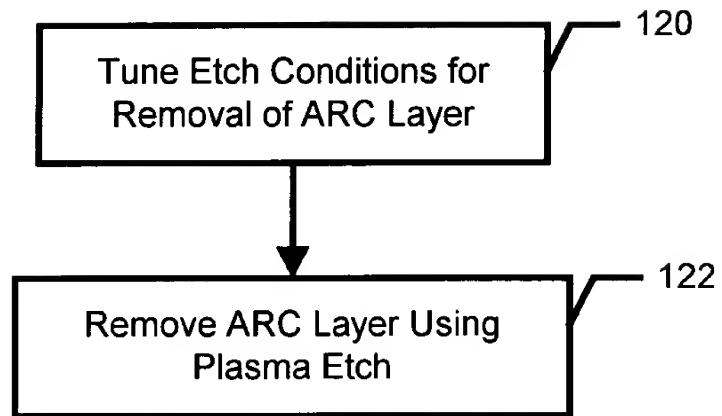 120
Tune Etch Conditions for
Removal of ARC Layer
122
Remove ARC Layer Using
Plasma Etch